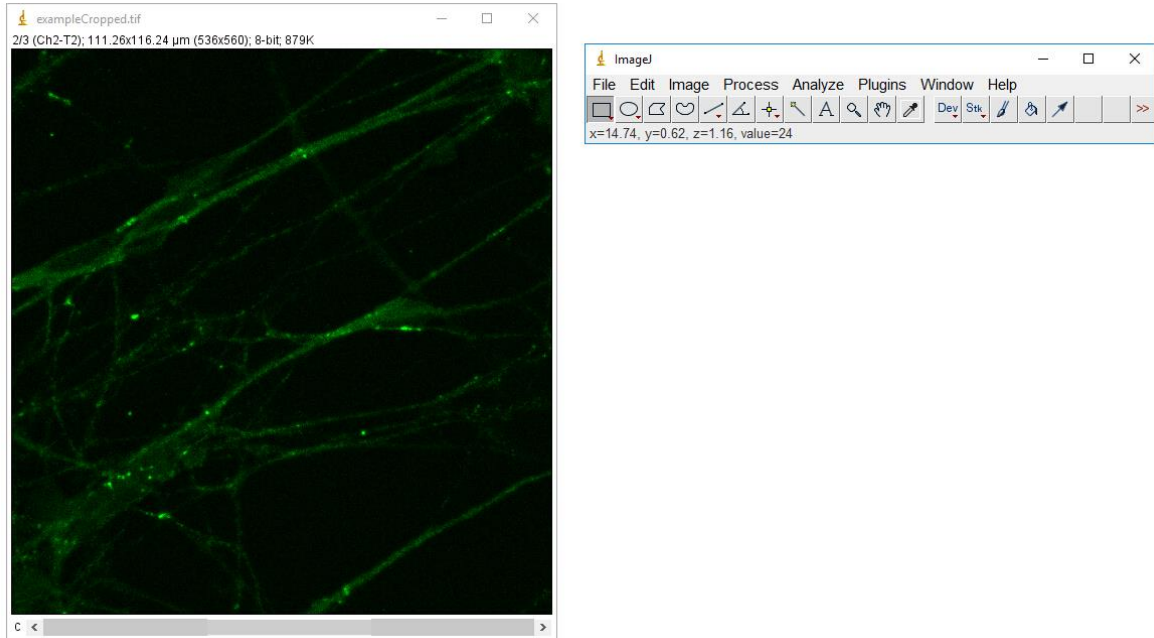 exampleCropped.tif
2/3 (Ch2-T2); 111.26x116.24 µm (536x560); 8-bit; 879K
C
ImageJ
File Edit Image Process Analyze Plugins Window Help
A Dev Stk >>
x=14.74, y=0.62, z=1.16, value=24